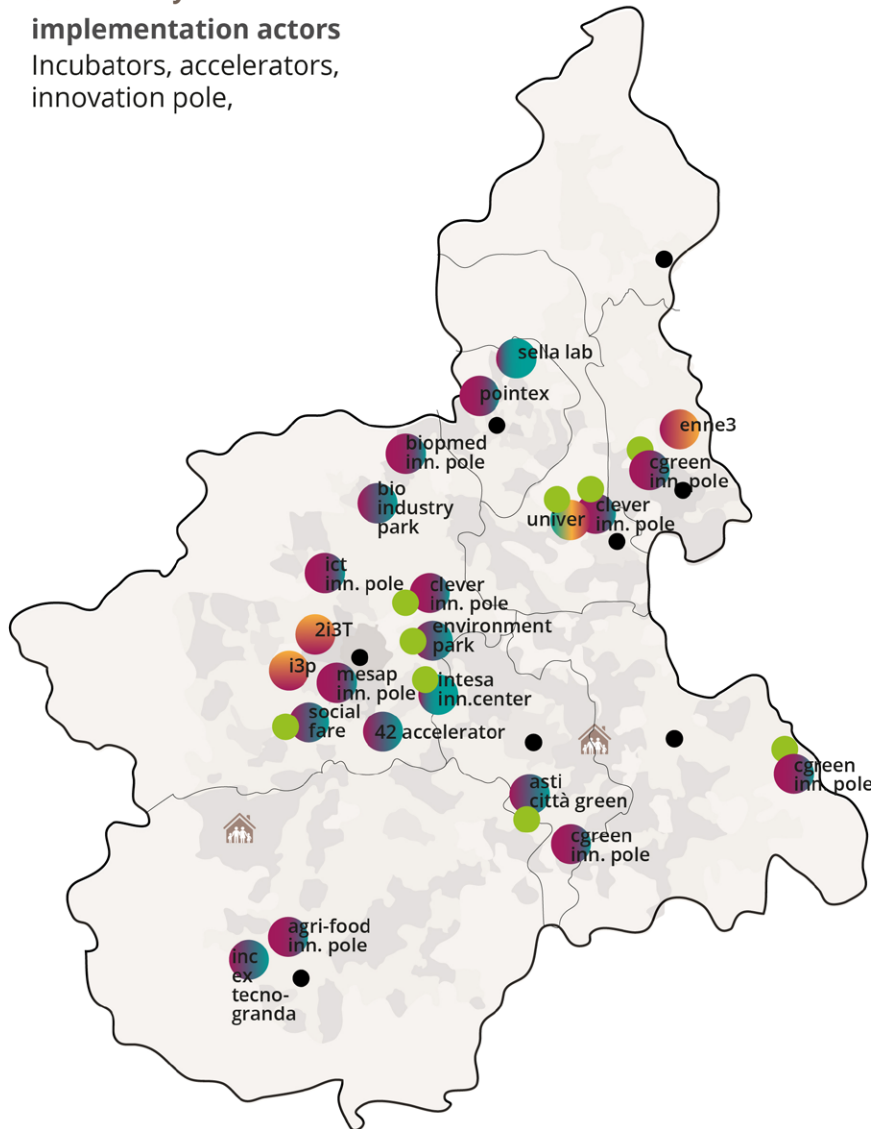 implementation actors
Incubators, accelerators,
innovation pole,
sella lab
pointex
enne3
biopmed
inn. pole
cgreen
inn. pole
bio
industry
park
univer
clever
inn. pole
ict
inn. pole
clever
inn. pole
2i3T
environment
park
i3p
mesap
inn. pole
intesa
inn.center
social
fare
42 accelerator
cgreen
inn. pole
asti
città green
cgreen
inn. pole
agri-food
inn. pole
inc
ex
tecno-
granda